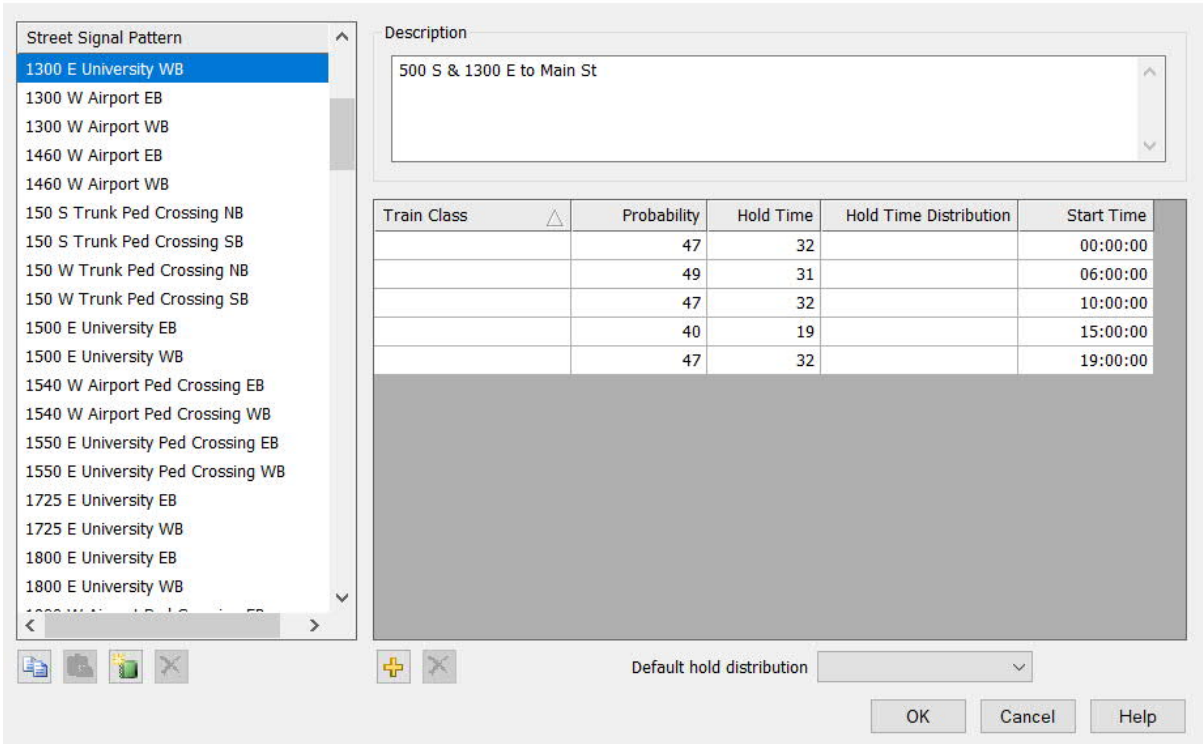 Street Signal Pattern
1300 E University WB
1300 W Airport EB
1300 W Airport WB
1460 W Airport EB
1460 W Airport WB
150 S Trunk Ped Crossing NB
150 S Trunk Ped Crossing SB
150 W Trunk Ped Crossing NB
150 W Trunk Ped Crossing SB
1500 E University EB
1500 E University WB
1540 W Airport Ped Crossing EB
1540 W Airport Ped Crossing WB
1550 E University Ped Crossing EB
1550 E University Ped Crossing WB
1725 E University EB
1725 E University WB
1800 E University EB
1800 E University WB
Description
500 S & 1300 E to Main St
Train Class Probability Hold Time Hold Time Distribution Start Time
47 32 00:00:00
49 31 06:00:00
47 32 10:00:00
40 19 15:00:00
47 32 19:00:00
Default hold distribution
OK Cancel Help